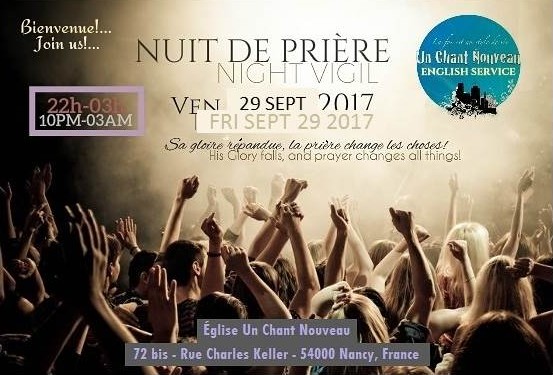 Bienvenue!...
Join us!...
NUIT DE PRIÈRE
NIGHT VIGIL
22h-03h
10PM-03AM
VEN 29 SEPT 2017
FRI SEPT 29 2017
Sa gloire répandue, la prière change les choses!
His Glory falls, and prayer changes all things!
Un Chant Nouveau
ENGLISH SERVICE
Église Un Chant Nouveau
72 bis - Rue Charles Keller - 54000 Nancy, France